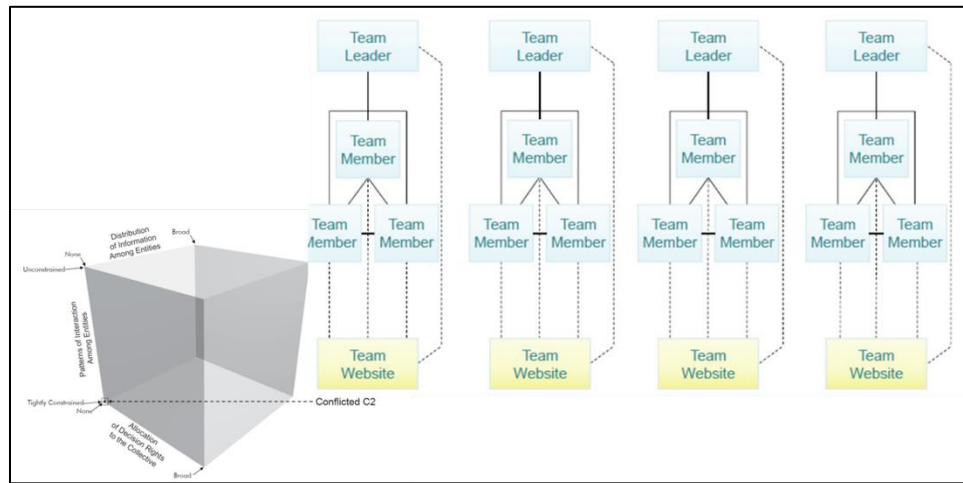 Team
Leader
Team
Leader
Team
Leader
Team
Leader
Team
Member
Team
Member
Team
Member
Team
Member
Team
Member
Team
Member
Team
Member
Team
Member
Team
Member
Team
Member
Team
Member
Team
Member
Team
Website
Team
Website
Team
Website
Team
Website
Distribution
of Information
Among Entities
Broad
None
Unconstrained
Patterns of Interaction
Among Entities
Tightly Constrained
None
Conflicted C2
Allocation
of Decision Rights
to the Collective
Broad